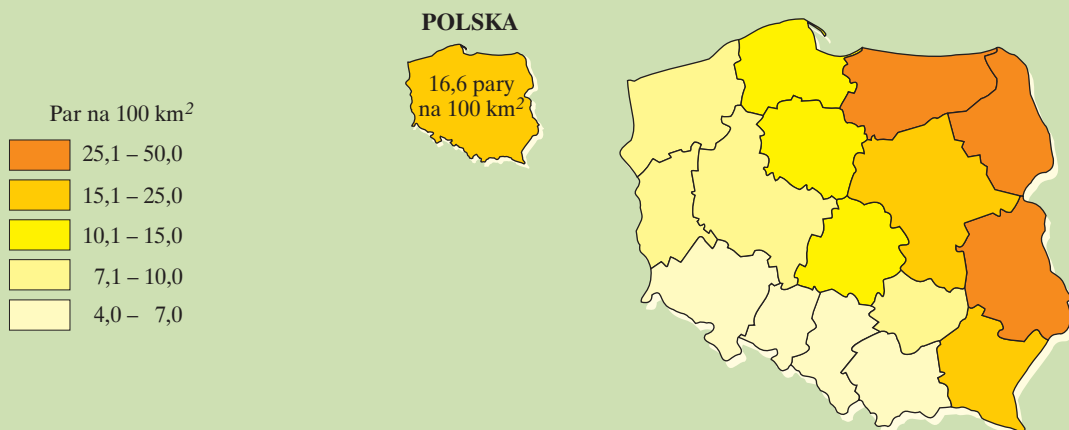 POLSKA
16,6 pary
na 100 km²
Par na 100 km²
25,1 – 50,0
15,1 – 25,0
10,1 – 15,0
7,1 – 10,0
4,0 – 7,0